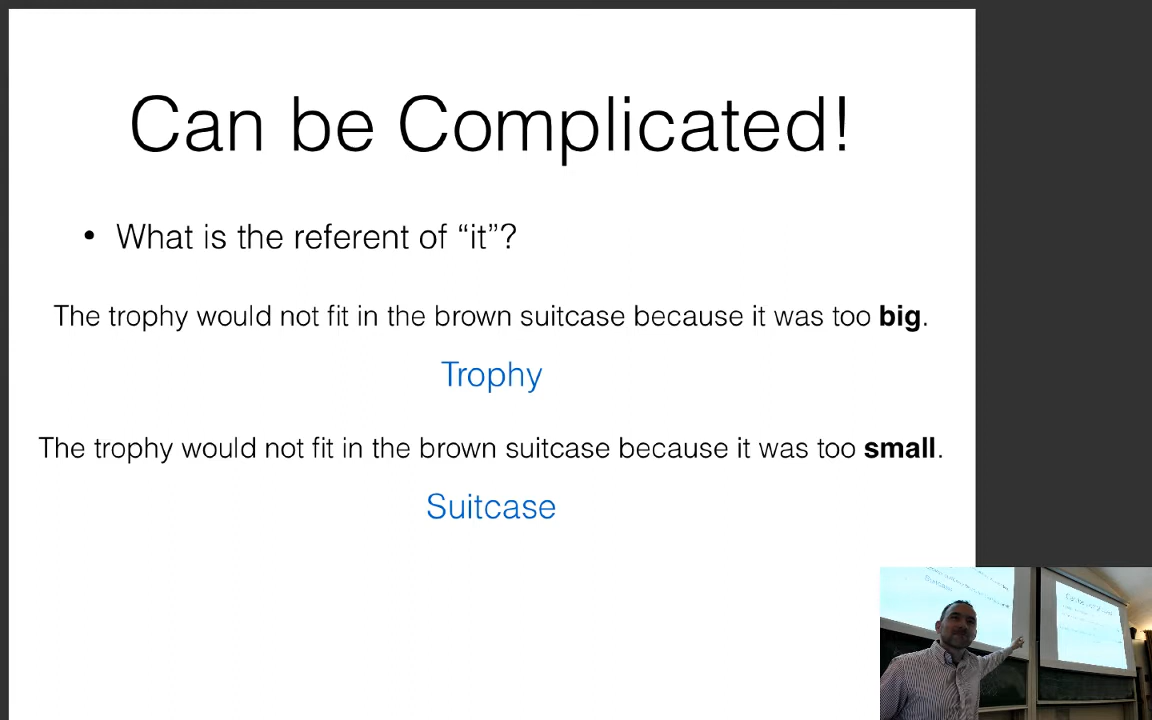 Can be Complicated!
• What is the referent of “it”?
The trophy would not fit in the brown suitcase because it was too big.
Trophy
The trophy would not fit in the brown suitcase because it was too small.
Suitcase